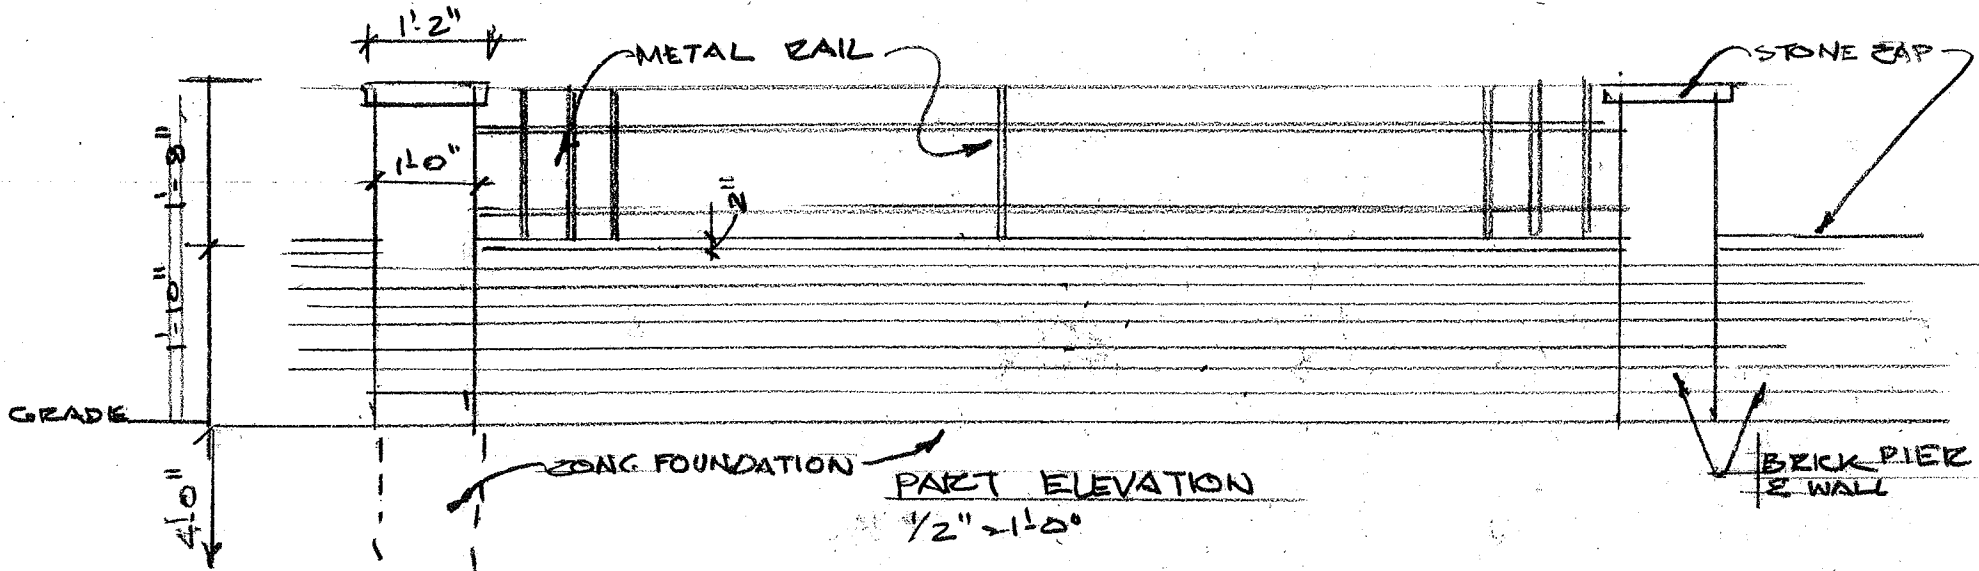 1'-2"
METAL RAIL
STONE CAP
1'-8"
1'-0"
2"
1'-10"
GRADE
CONC. FOUNDATION
PART ELEVATION
1/2" = 1'-0"
BRICK PIER
& WALL
4'-0"